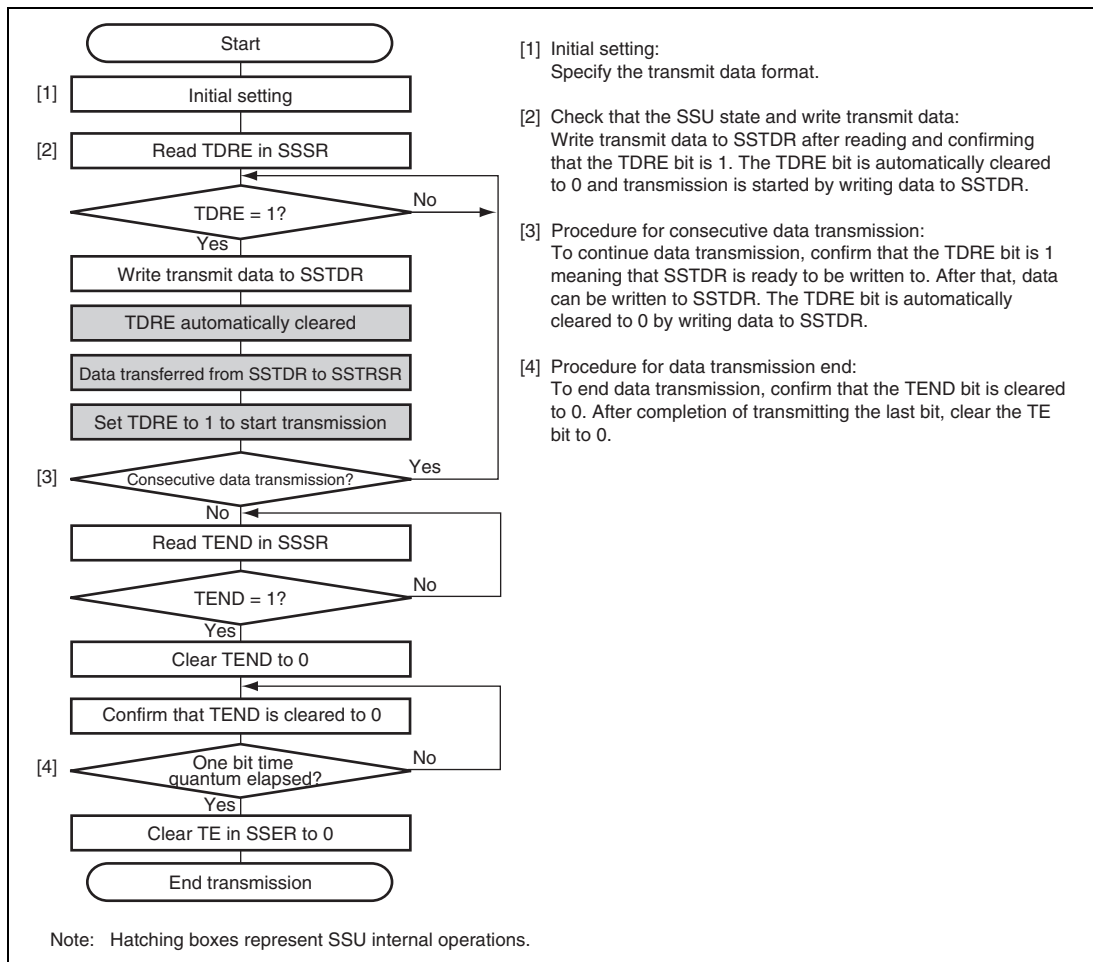 Start
[1] Initial setting
[2] Read TDRE in SSSR
TDRE = 1?
No
Yes
Write transmit data to SSTDR
TDRE automatically cleared
Data transferred from SSTDR to SSTRSR
Set TDRE to 1 to start transmission
[3] Consecutive data transmission?
Yes
No
Read TEND in SSSR
TEND = 1?
No
Yes
Clear TEND to 0
Confirm that TEND is cleared to 0
[4] One bit time
quantum elapsed?
No
Yes
Clear TE in SSER to 0
End transmission
[1] Initial setting:
Specify the transmit data format.
[2] Check that the SSU state and write transmit data:
Write transmit data to SSTDR after reading and confirming
that the TDRE bit is 1. The TDRE bit is automatically cleared
to 0 and transmission is started by writing data to SSTDR.
[3] Procedure for consecutive data transmission:
To continue data transmission, confirm that the TDRE bit is 1
meaning that SSTDR is ready to be written to. After that, data
can be written to SSTDR. The TDRE bit is automatically
cleared to 0 by writing data to SSTDR.
[4] Procedure for data transmission end:
To end data transmission, confirm that the TEND bit is cleared
to 0. After completion of transmitting the last bit, clear the TE
bit to 0.
Note: Hatching boxes represent SSU internal operations.